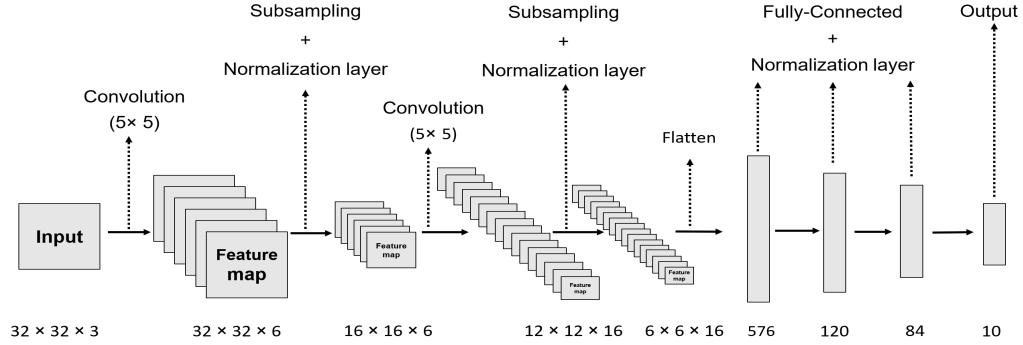 Subsampling
+
Normalization layer
Subsampling
+
Normalization layer
Fully-Connected
+
Normalization layer
Output
Convolution
(5× 5)
Convolution
(5× 5)
Flatten
Input
Feature
map
Feature
map
Feature
map
Feature
map
32 × 32 × 3
32 × 32 × 6
16 × 16 × 6
12 × 12 × 16
6 × 6 × 16
576
120
84
10